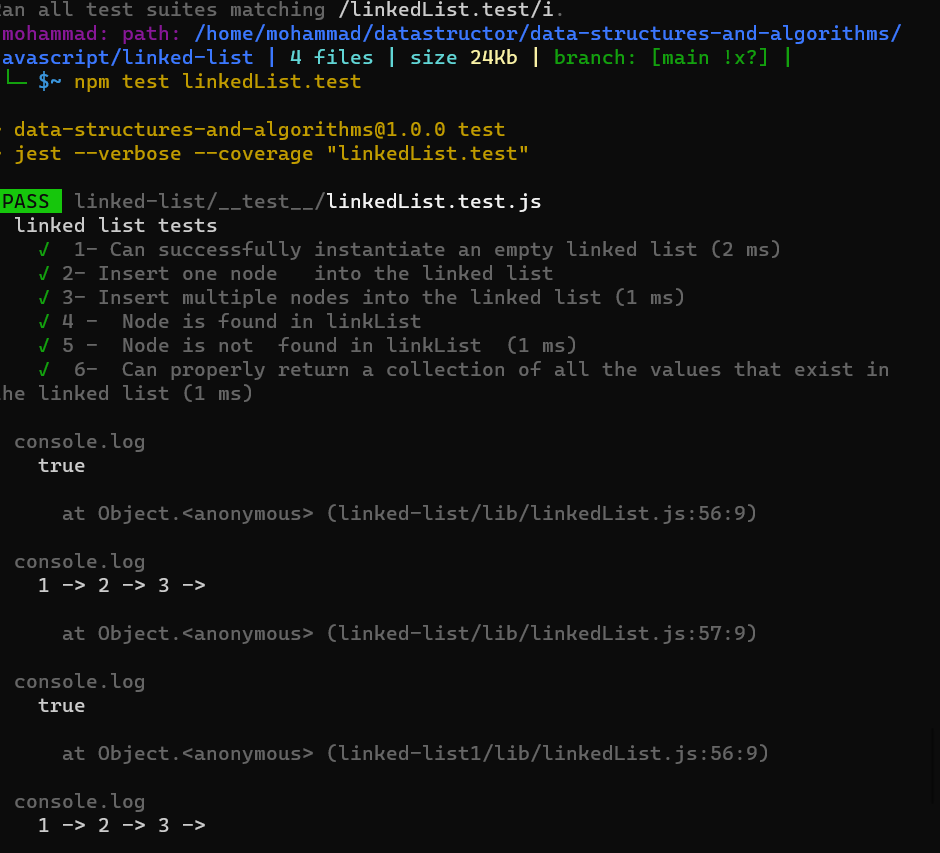 an all test suites matching /linkedList.test/i.
mohammad: path: /home/mohammad/datastructor/data-structures-and-algorithms/
avascript/linked-list | 4 files | size 24Kb | branch: [main !x?] |
└─ $~ npm test linkedList.test
data-structures-and-algorithms@1.0.0 test
jest --verbose --coverage "linkedList.test"
PASS linked-list/__test__/linkedList.test.js
linked list tests
✓ 1- Can successfully instantiate an empty linked list (2 ms)
✓ 2- Insert one node   into the linked list
✓ 3- Insert multiple nodes into the linked list (1 ms)
✓ 4 -  Node is found in linkList
✓ 5 -  Node is not  found in linkList  (1 ms)
✓  6-  Can properly return a collection of all the values that exist in
he linked list (1 ms)
console.log
true
at Object.<anonymous> (linked-list/lib/linkedList.js:56:9)
console.log
1 -> 2 -> 3 ->
at Object.<anonymous> (linked-list/lib/linkedList.js:57:9)
console.log
true
at Object.<anonymous> (linked-list1/lib/linkedList.js:56:9)
console.log
1 -> 2 -> 3 ->